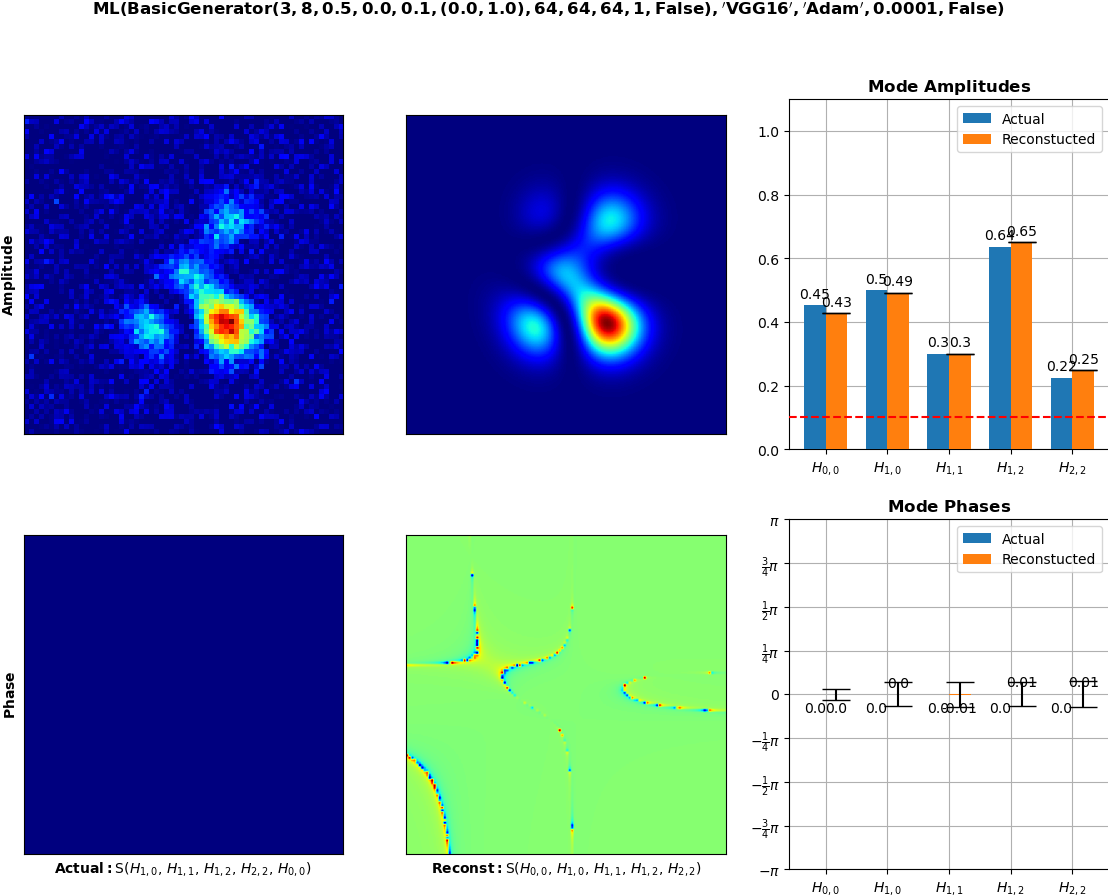 ML(BasicGenerator(3, 8, 0.5, 0.0, 0.1, (0.0, 1.0), 64, 64, 64, 1, False), ′VGG16′, ′Adam′, 0.0001, False)
Amplitude
Mode Amplitudes
Actual
Reconstucted
1.0
0.8
0.6
0.4
0.2
0.0
0.45
0.43
0.5
0.49
0.3
0.3
0.64
0.65
0.22
0.25
H0,0
H1,0
H1,1
H1,2
H2,2
Phase
Actual: S(H1,0, H1,1, H1,2, H2,2, H0,0)
Reconst: S(H0,0, H1,0, H1,1, H1,2, H2,2)
Mode Phases
Actual
Reconstucted
π
3/4π
1/2π
1/4π
0
−1/4π
−1/2π
−3/4π
−π
0.0
0.0
0.0
0.0
0.0
0.0
0.01
0.0
0.01
H0,0
H1,0
H1,1
H1,2
H2,2